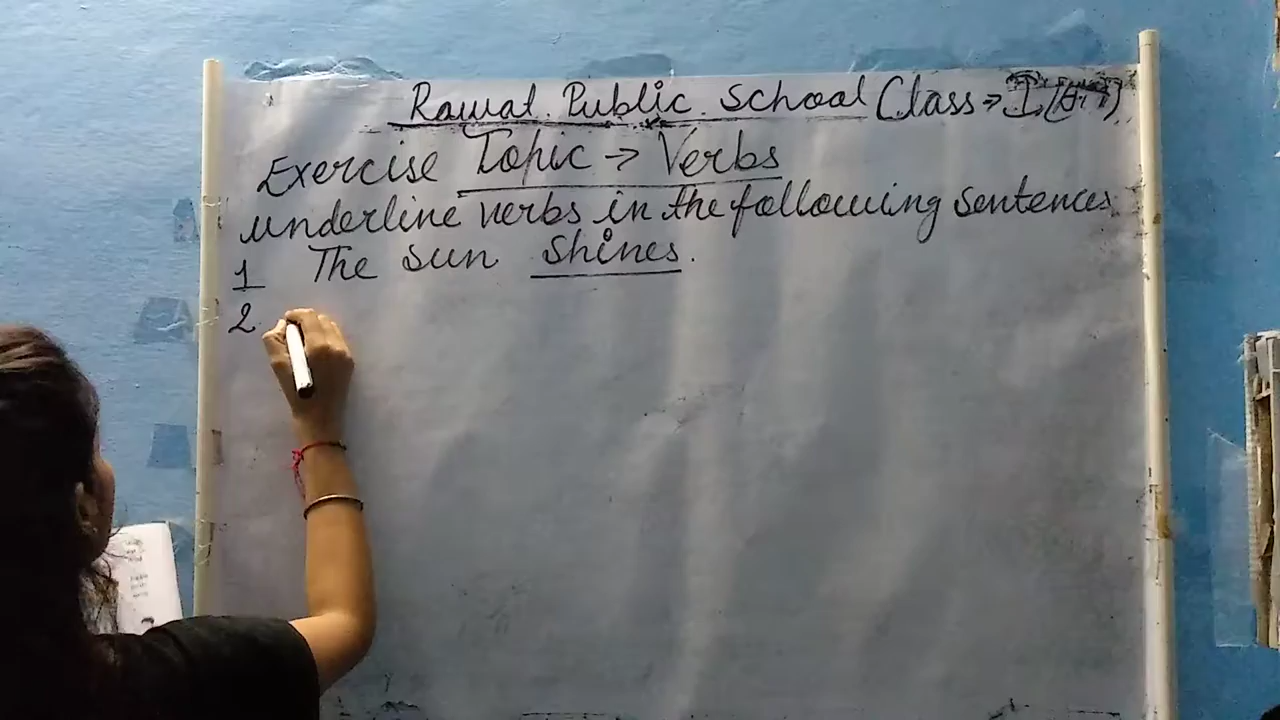 Rawat Public School Class → I
Exercise Topic → Verbs
underline verbs in the following sentences
1 The sun shines.
2